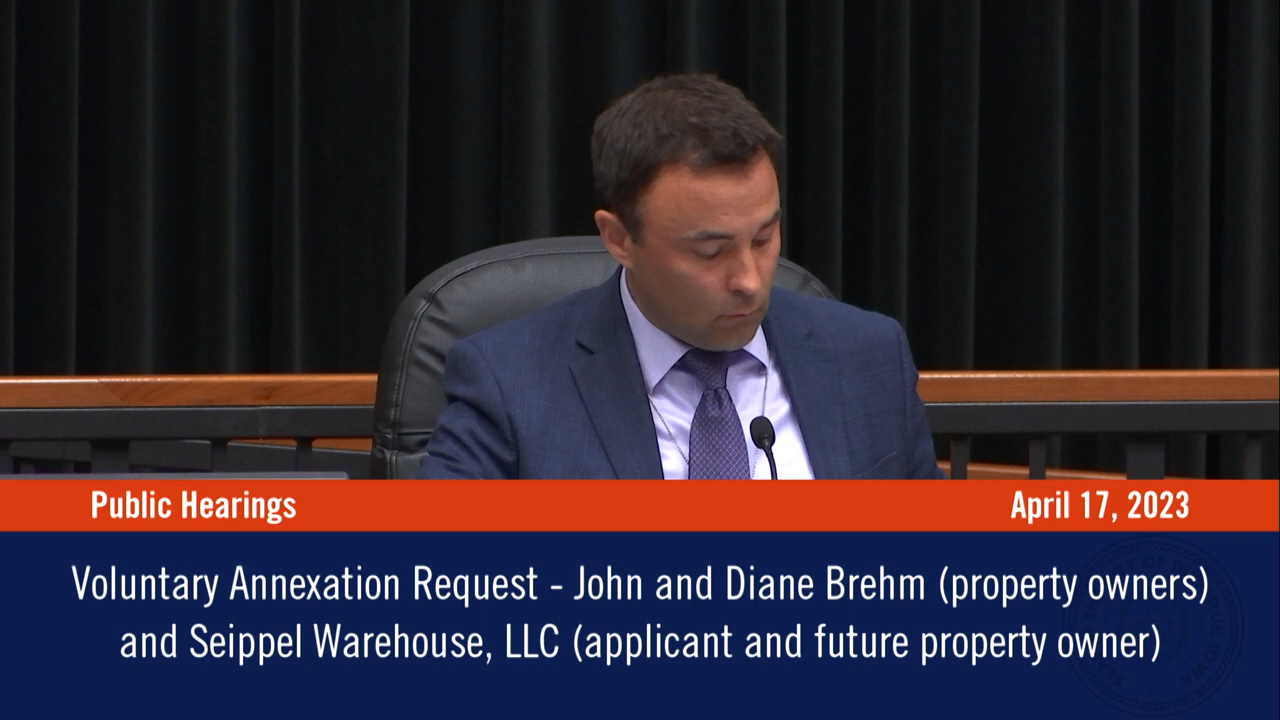 Public Hearings
April 17, 2023
Voluntary Annexation Request - John and Diane Brehm (property owners)
and Seippel Warehouse, LLC (applicant and future property owner)